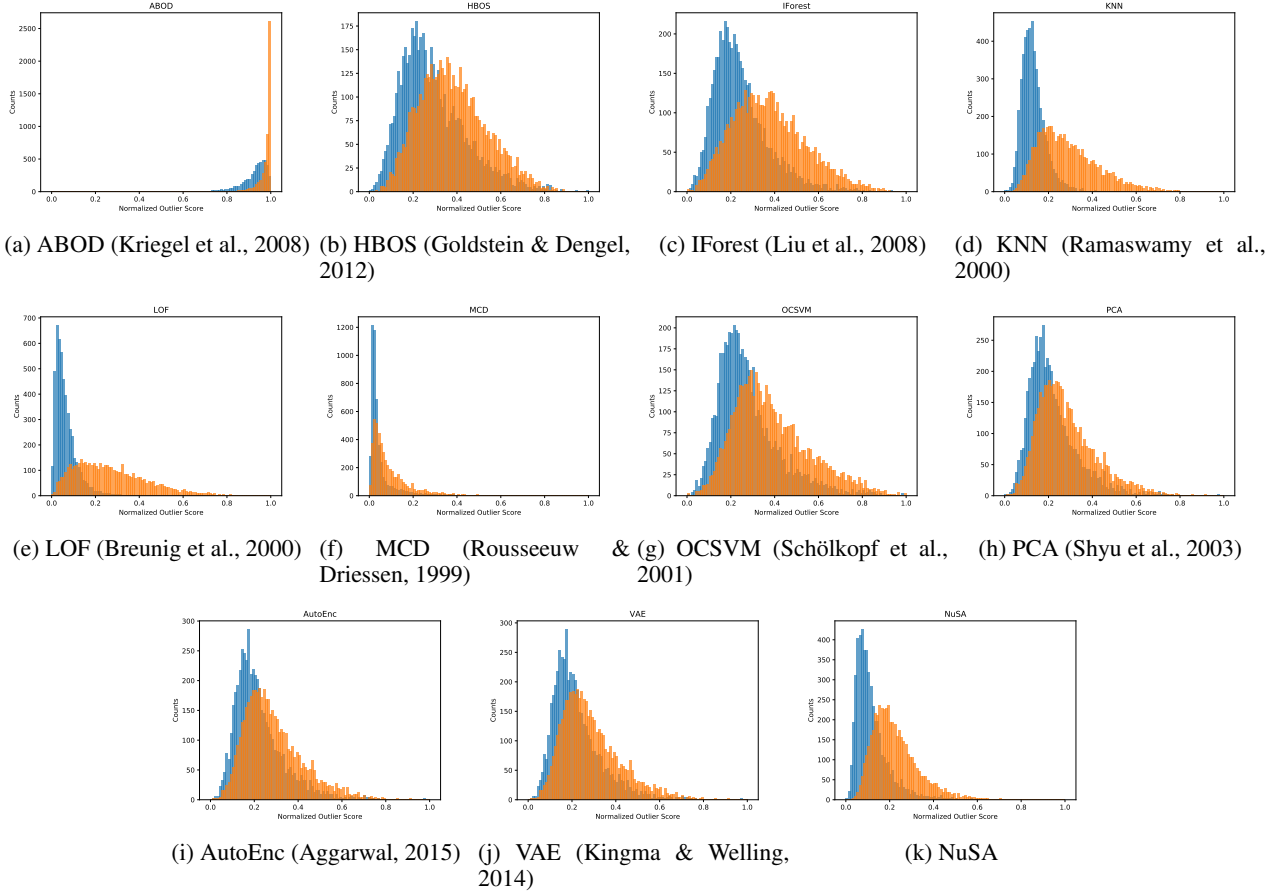 ABOD
HBOS
IForest
KNN
Counts
2500
2000
1500
1000
500
0
0.0 0.2 0.4 0.6 0.8 1.0
Normalized Outlier Score
Counts
175
150
125
100
75
50
25
0
0.0 0.2 0.4 0.6 0.8 1.0
Normalized Outlier Score
Counts
200
150
100
50
0
0.0 0.2 0.4 0.6 0.8 1.0
Normalized Outlier Score
Counts
400
300
200
100
0
0.0 0.2 0.4 0.6 0.8 1.0
Normalized Outlier Score
(a) ABOD (Kriegel et al., 2008)
(b) HBOS (Goldstein & Dengel,
2012)
(c) IForest (Liu et al., 2008)
(d) KNN (Ramaswamy et al.,
2000)
LOF
MCD
OCSVM
PCA
Counts
700
600
500
400
300
200
100
0
0.0 0.2 0.4 0.6 0.8 1.0
Normalized Outlier Score
Counts
1200
1000
800
600
400
200
0
0.0 0.2 0.4 0.6 0.8 1.0
Normalized Outlier Score
Counts
200
175
150
125
100
75
50
25
0
0.0 0.2 0.4 0.6 0.8 1.0
Normalized Outlier Score
Counts
250
200
150
100
50
0
0.0 0.2 0.4 0.6 0.8 1.0
Normalized Outlier Score
(e) LOF (Breunig et al., 2000)
(f) MCD (Rousseeuw &
Driessen, 1999)
(g) OCSVM (Schölkopf et al.,
2001)
(h) PCA (Shyu et al., 2003)
AutoEnc
VAE
NuSA
Counts
300
250
200
150
100
50
0
0.0 0.2 0.4 0.6 0.8 1.0
Normalized Outlier Score
Counts
300
250
200
150
100
50
0
0.0 0.2 0.4 0.6 0.8 1.0
Normalized Outlier Score
Counts
400
350
300
250
200
150
100
50
0
0.0 0.2 0.4 0.6 0.8 1.0
Normalized Outlier Score
(i) AutoEnc (Aggarwal, 2015)
(j) VAE (Kingma & Welling,
2014)
(k) NuSA